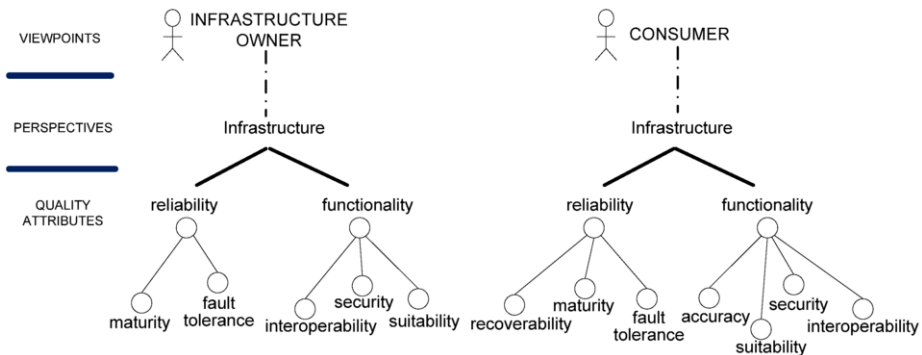 VIEWPOINTS
INFRASTRUCTURE
OWNER
CONSUMER
PERSPECTIVES
Infrastructure
Infrastructure
QUALITY
ATTRIBUTES
reliability
functionality
reliability
functionality
maturity
fault
tolerance
interoperability
security
suitability
recoverability
maturity
fault
tolerance
accuracy
suitability
security
interoperability